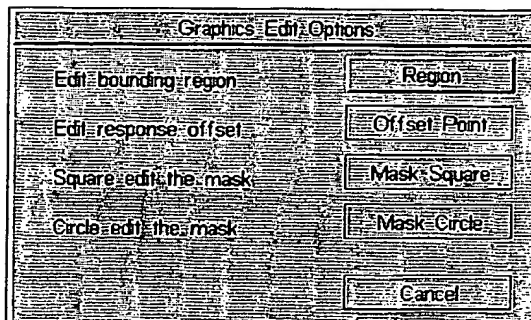 Graphics Edit Options
Edit bounding region Region
Edit response offset Offset Point
Square edit the mask Mask Square
Circle edit the mask Mask Circle
Cancel